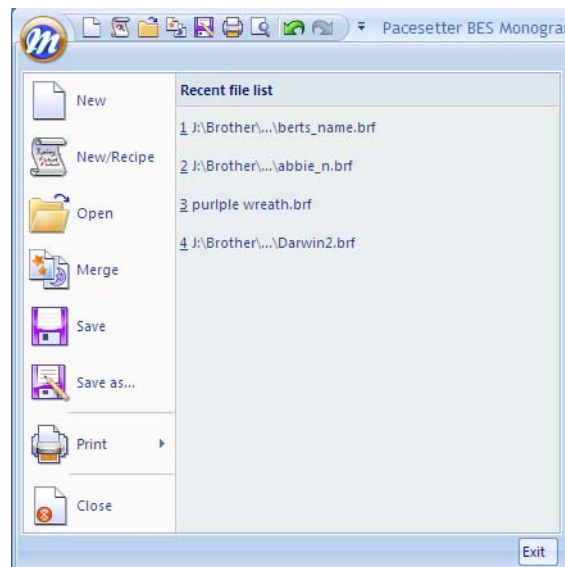 Pacesetter BES Monogra
New
New/Recipe
Open
Merge
Save
Save as...
Print
Close
Recent file list
1 J:\Brother\...\berts_name.brf
2 J:\Brother\...\abbie_n.brf
3 purlple wreath.brf
4 J:\Brother\...\Darwin2.brf
Exit